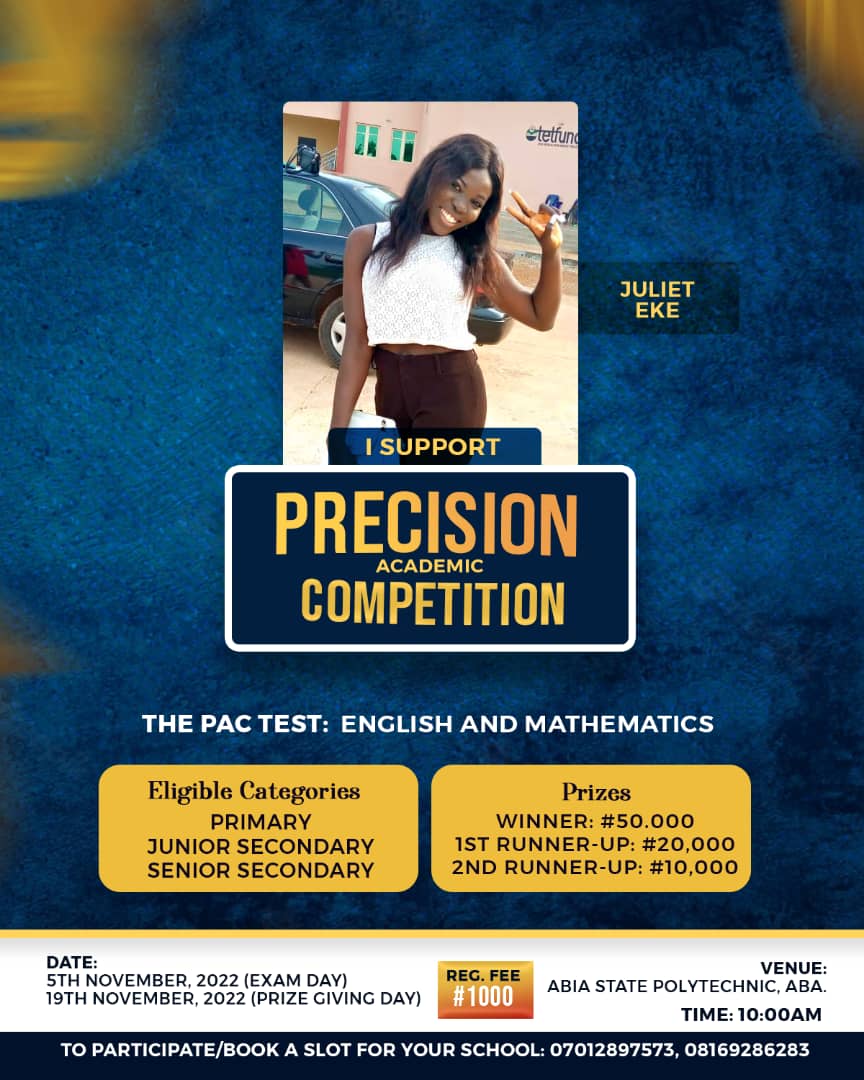 tetfund
JULIET
EKE
I SUPPORT
PRECISION
ACADEMIC
COMPETITION
THE PAC TEST: ENGLISH AND MATHEMATICS
Eligible Categories
PRIMARY
JUNIOR SECONDARY
SENIOR SECONDARY
Prizes
WINNER: #50.000
1ST RUNNER-UP: #20,000
2ND RUNNER-UP: #10,000
DATE:
5TH NOVEMBER, 2022 (EXAM DAY)
19TH NOVEMBER, 2022 (PRIZE GIVING DAY)
REG. FEE
#1000
VENUE:
ABIA STATE POLYTECHNIC, ABA.
TIME: 10:00AM
TO PARTICIPATE/BOOK A SLOT FOR YOUR SCHOOL: 07012897573, 08169286283